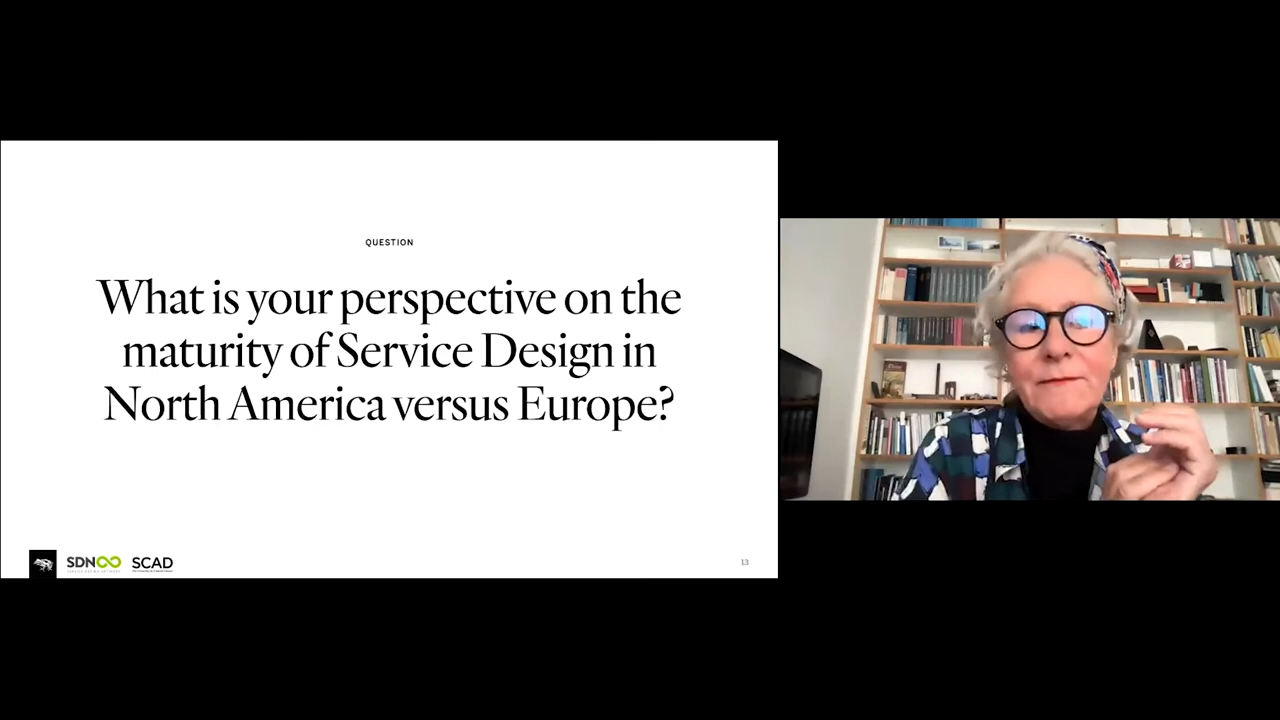 QUESTION
What is your perspective on the
maturity of Service Design in
North America versus Europe?
SDN
SCAD
13